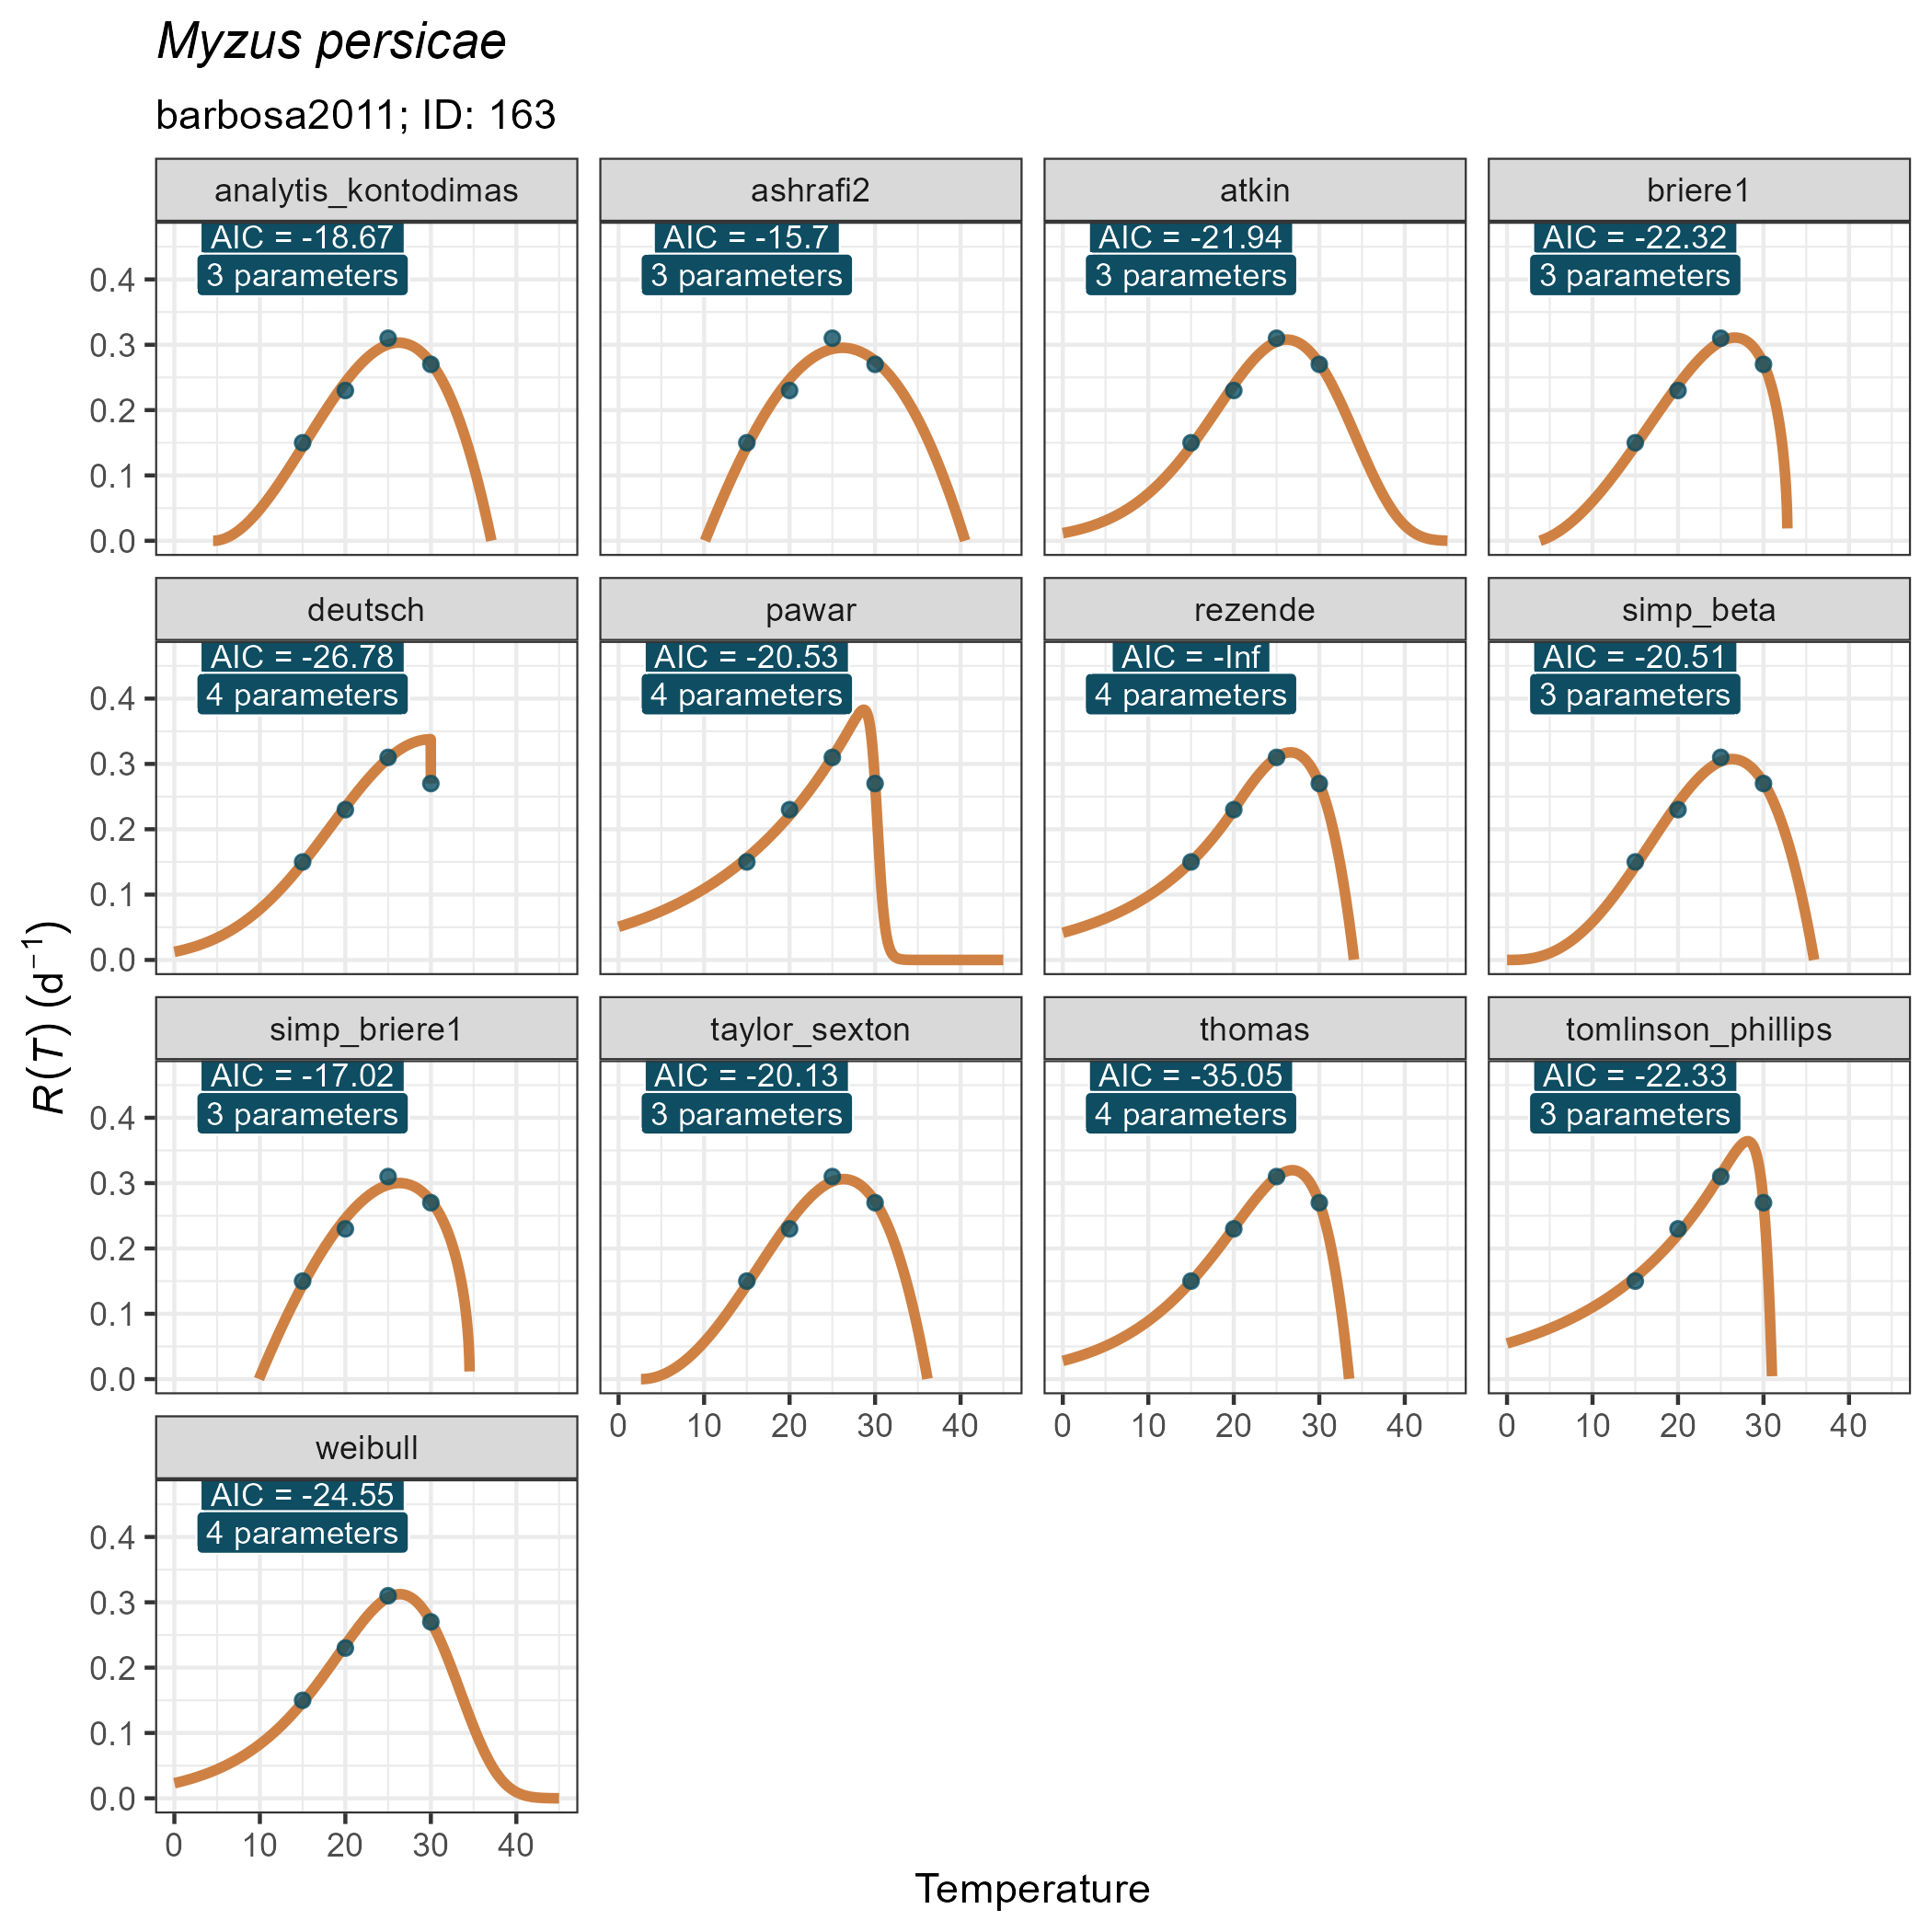 Myzus persicae
barbosa2011; ID: 163
analytis_kontodimas
ashrafi2
atkin
briere1
AIC = -18.67
3 parameters
AIC = -15.7
3 parameters
AIC = -21.94
3 parameters
AIC = -22.32
3 parameters
0.4
0.3
0.2
0.1
0.0
deutsch
pawar
rezende
simp_beta
AIC = -26.78
4 parameters
AIC = -20.53
4 parameters
AIC = -Inf
4 parameters
AIC = -20.51
3 parameters
0.4
0.3
0.2
0.1
0.0
R(T) (d⁻¹)
simp_briere1
taylor_sexton
thomas
tomlinson_phillips
AIC = -17.02
3 parameters
AIC = -20.13
3 parameters
AIC = -35.05
4 parameters
AIC = -22.33
3 parameters
0.4
0.3
0.2
0.1
0.0
0 10 20 30 40
0 10 20 30 40
0 10 20 30 40
weibull
AIC = -24.55
4 parameters
0.4
0.3
0.2
0.1
0.0
0 10 20 30 40
Temperature